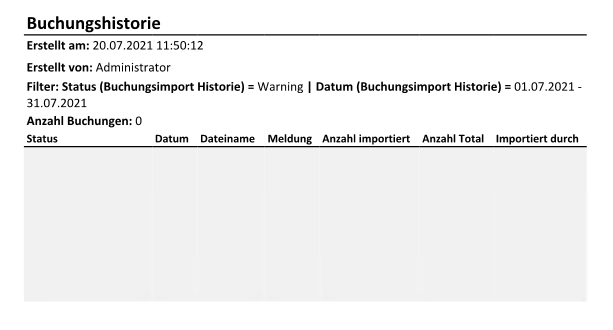 Buchungshistorie
Erstellt am: 20.07.2021 11:50:12
Erstellt von: Administrator
Filter: Status (Buchungsimport Historie) = Warning | Datum (Buchungsimport Historie) = 01.07.2021 -
31.07.2021
Anzahl Buchungen: 0
Status Datum Dateiname Meldung Anzahl importiert Anzahl Total Importiert durch